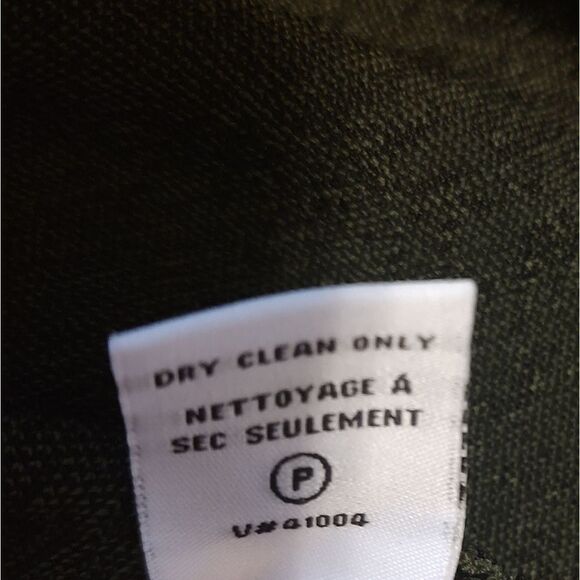 DRY CLEAN ONLY
NETTOYAGE Á
SEC SEULEMENT
P
V#41004